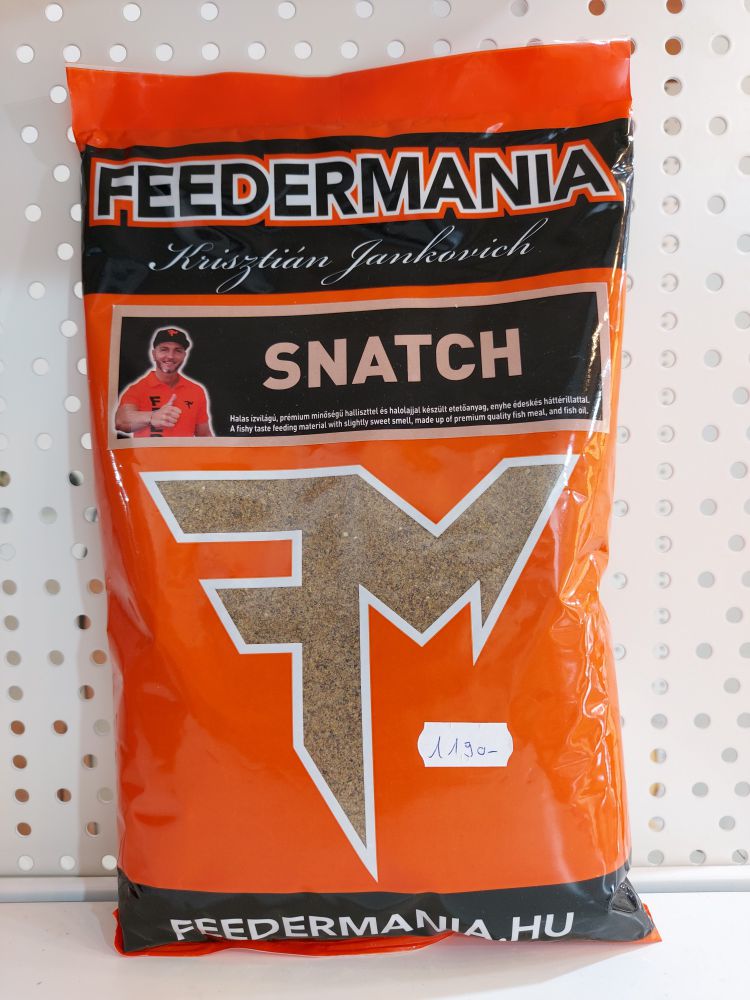 FEEDERMANIA
Krisztián Jankovich
SNATCH
Halas ízvilágú, prémium minőségű halliszttel és halolajjal készült etetőanyag, enyhe édeskés háttérillattal.
A fishy taste feeding material with slightly sweet smell, made up of premium quality fish meal, and fish oil.
FM
1190-
FEEDERMANIA.HU